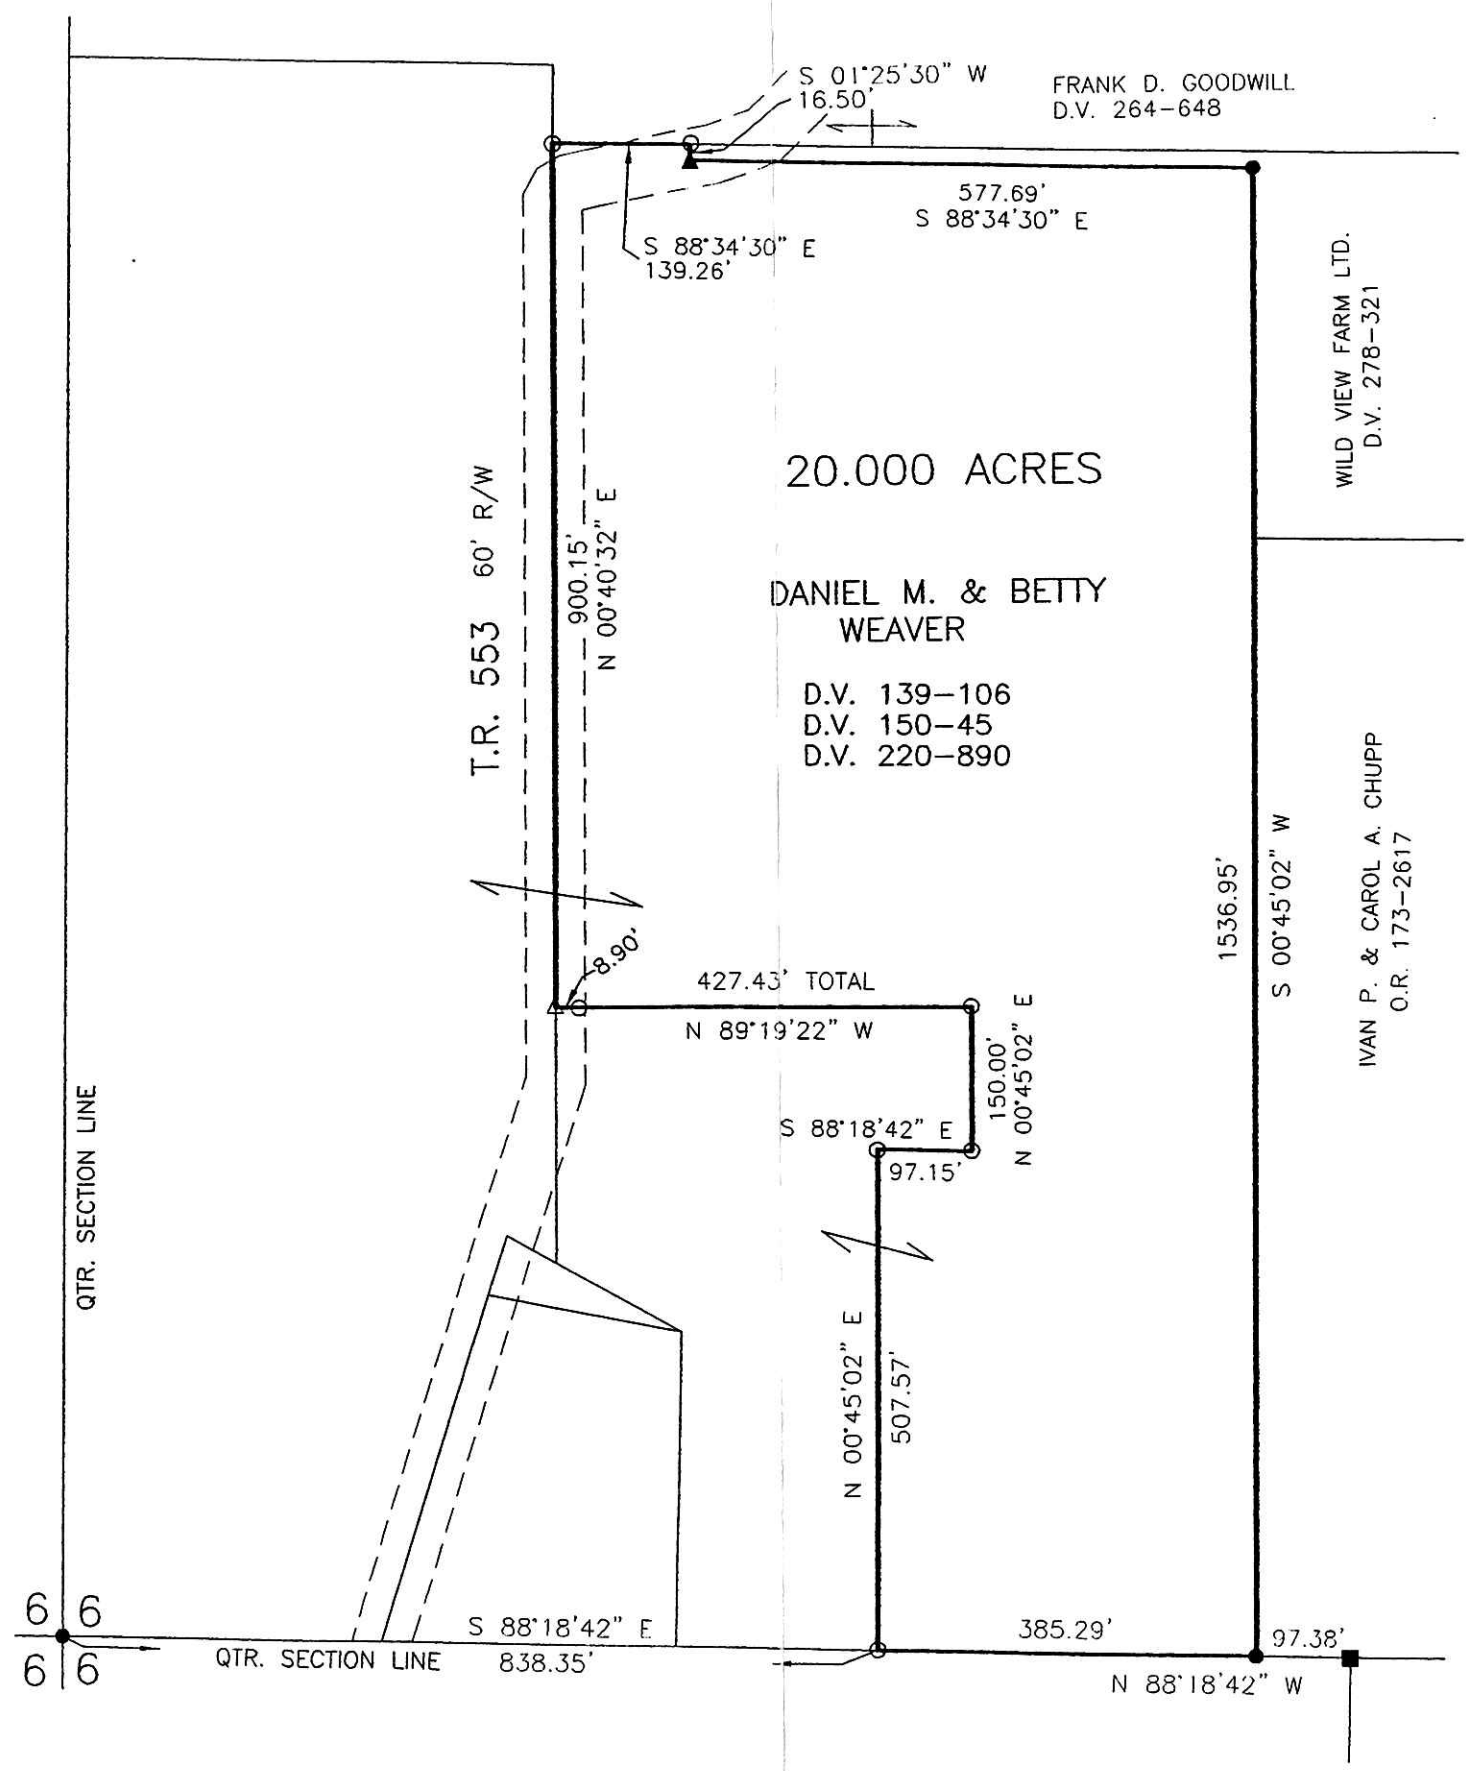 S 01°25'30" W
16.50'
FRANK D. GOODWILL
D.V. 264-648
577.69'
S 88°34'30" E
S 88°34'30" E
139.26'
WILD VIEW FARM LTD.
D.V. 278-321
20.000 ACRES
T.R. 553 60' R/W
900.15'
N 00°40'32" E
DANIEL M. & BETTY
WEAVER
D.V. 139-106
D.V. 150-45
D.V. 220-890
IVAN P. & CAROL A. CHUPP
O.R. 173-2617
1536.95'
S 00°45'02" W
8.90'
427.43' TOTAL
N 89°19'22" W
150.00'
N 00°45'02" E
S 88°18'42" E
97.15'
QTR. SECTION LINE
N 00°45'02" E
507.57'
6 6
6 6
S 88°18'42" E
QTR. SECTION LINE 838.35'
385.29'
97.38'
N 88°18'42" W